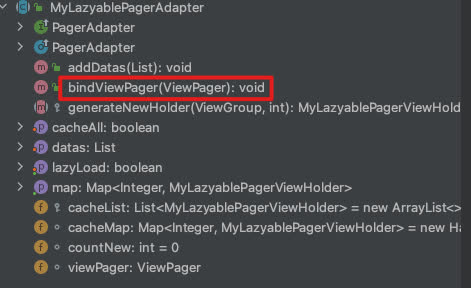 MyLazyablePagerAdapter
PagerAdapter
PagerAdapter
addDatas(List): void
bindViewPager(ViewPager): void
generateNewHolder(ViewGroup, int): MyLazyablePagerViewHold
cacheAll: boolean
datas: List
lazyLoad: boolean
map: Map<Integer, MyLazyablePagerViewHolder>
cacheList: List<MyLazyablePagerViewHolder> = new ArrayList<>
cacheMap: Map<Integer, MyLazyablePagerViewHolder> = new Ha
countNew: int = 0
viewPager: ViewPager